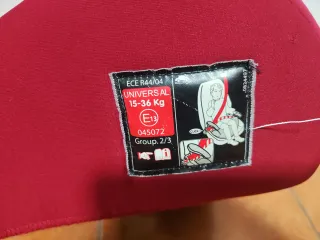 ECE R44/04
UNIVERSAL
15-36 Kg
E13
045072
Group. 2/3